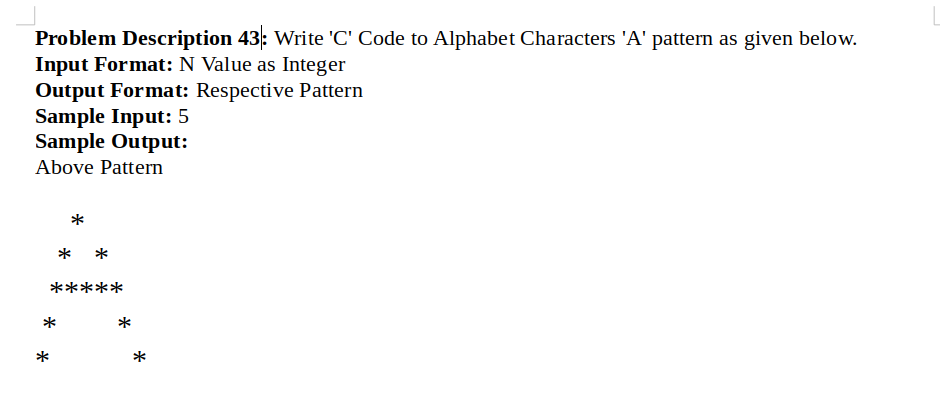 Problem Description 43: Write 'C' Code to Alphabet Characters 'A' pattern as given below.
Input Format: N Value as Integer
Output Format: Respective Pattern
Sample Input: 5
Sample Output:
Above Pattern
    *
   * *
  *****
 *     *
*       *